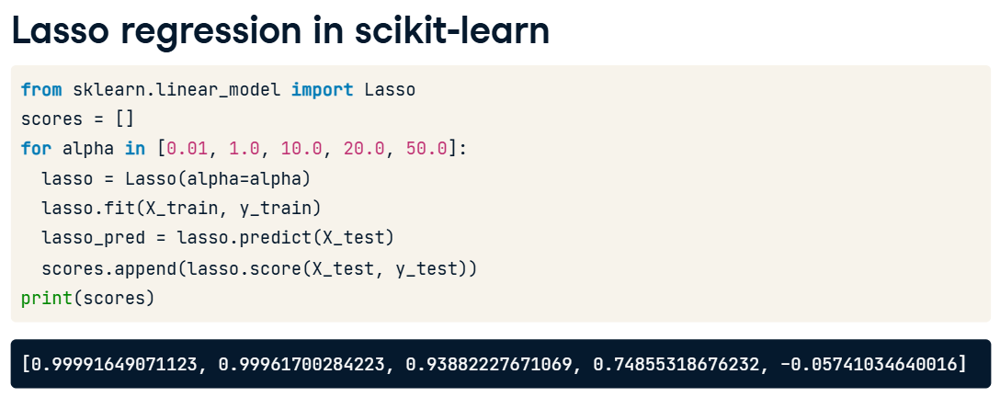 Lasso regression in scikit-learn
from sklearn.linear_model import Lasso
scores = []
for alpha in [0.01, 1.0, 10.0, 20.0, 50.0]:
  lasso = Lasso(alpha=alpha)
  lasso.fit(X_train, y_train)
  lasso_pred = lasso.predict(X_test)
  scores.append(lasso.score(X_test, y_test))
print(scores)
[0.99991649071123, 0.99961700284223, 0.93882227671069, 0.74855318676232, -0.05741034640016]